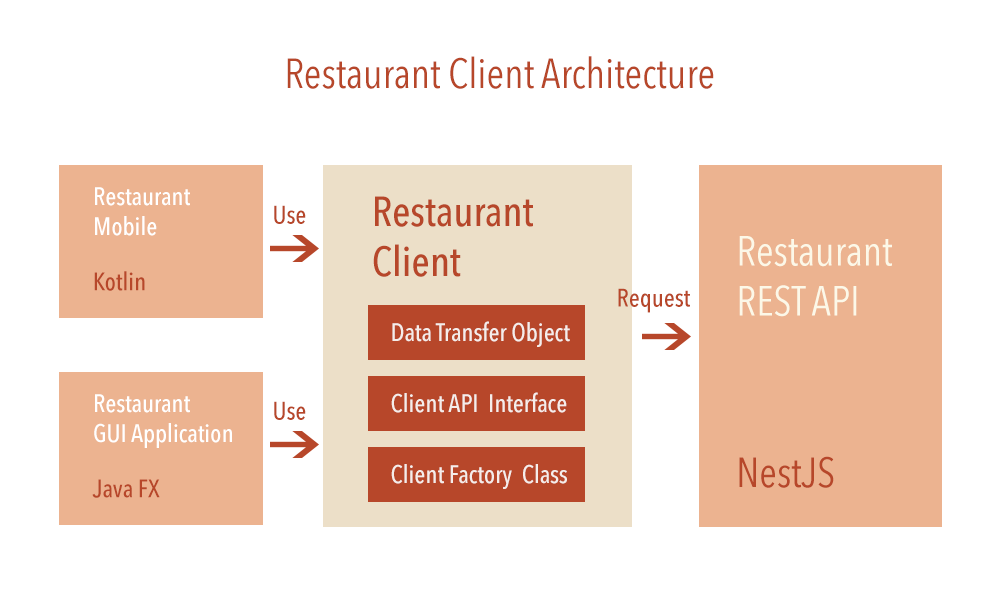 Restaurant Client Architecture
Restaurant
Mobile
Kotlin
Use
Restaurant
GUI Application
Java FX
Use
Restaurant
Client
Data Transfer Object
Client API Interface
Client Factory Class
Request
Restaurant
REST API
NestJS